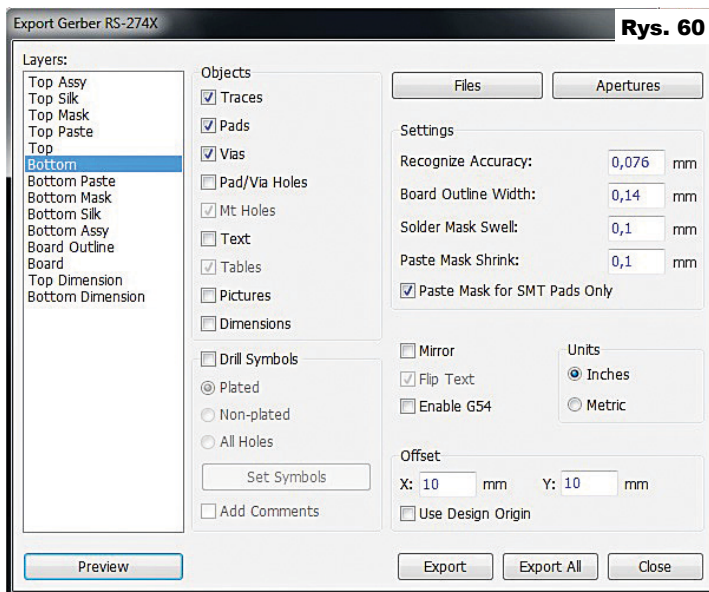 Export Gerber RS-274X
Rys. 60
Layers:
Top Assy
Top Silk
Top Mask
Top Paste
Top
Bottom
Bottom Paste
Bottom Mask
Bottom Silk
Bottom Assy
Board Outline
Board
Top Dimension
Bottom Dimension
Preview
Objects
Traces
Pads
Vias
Pad/Via Holes
Mt Holes
Text
Tables
Pictures
Dimensions
Drill Symbols
Plated
Non-plated
All Holes
Set Symbols
Add Comments
Files Apertures
Settings
Recognize Accuracy: 0,076 mm
Board Outline Width: 0,14 mm
Solder Mask Swell: 0,1 mm
Paste Mask Shrink: 0,1 mm
Paste Mask for SMT Pads Only
Mirror
Flip Text
Enable G54
Units
Inches
Metric
Offset
X: 10 mm Y: 10 mm
Use Design Origin
Export Export All Close